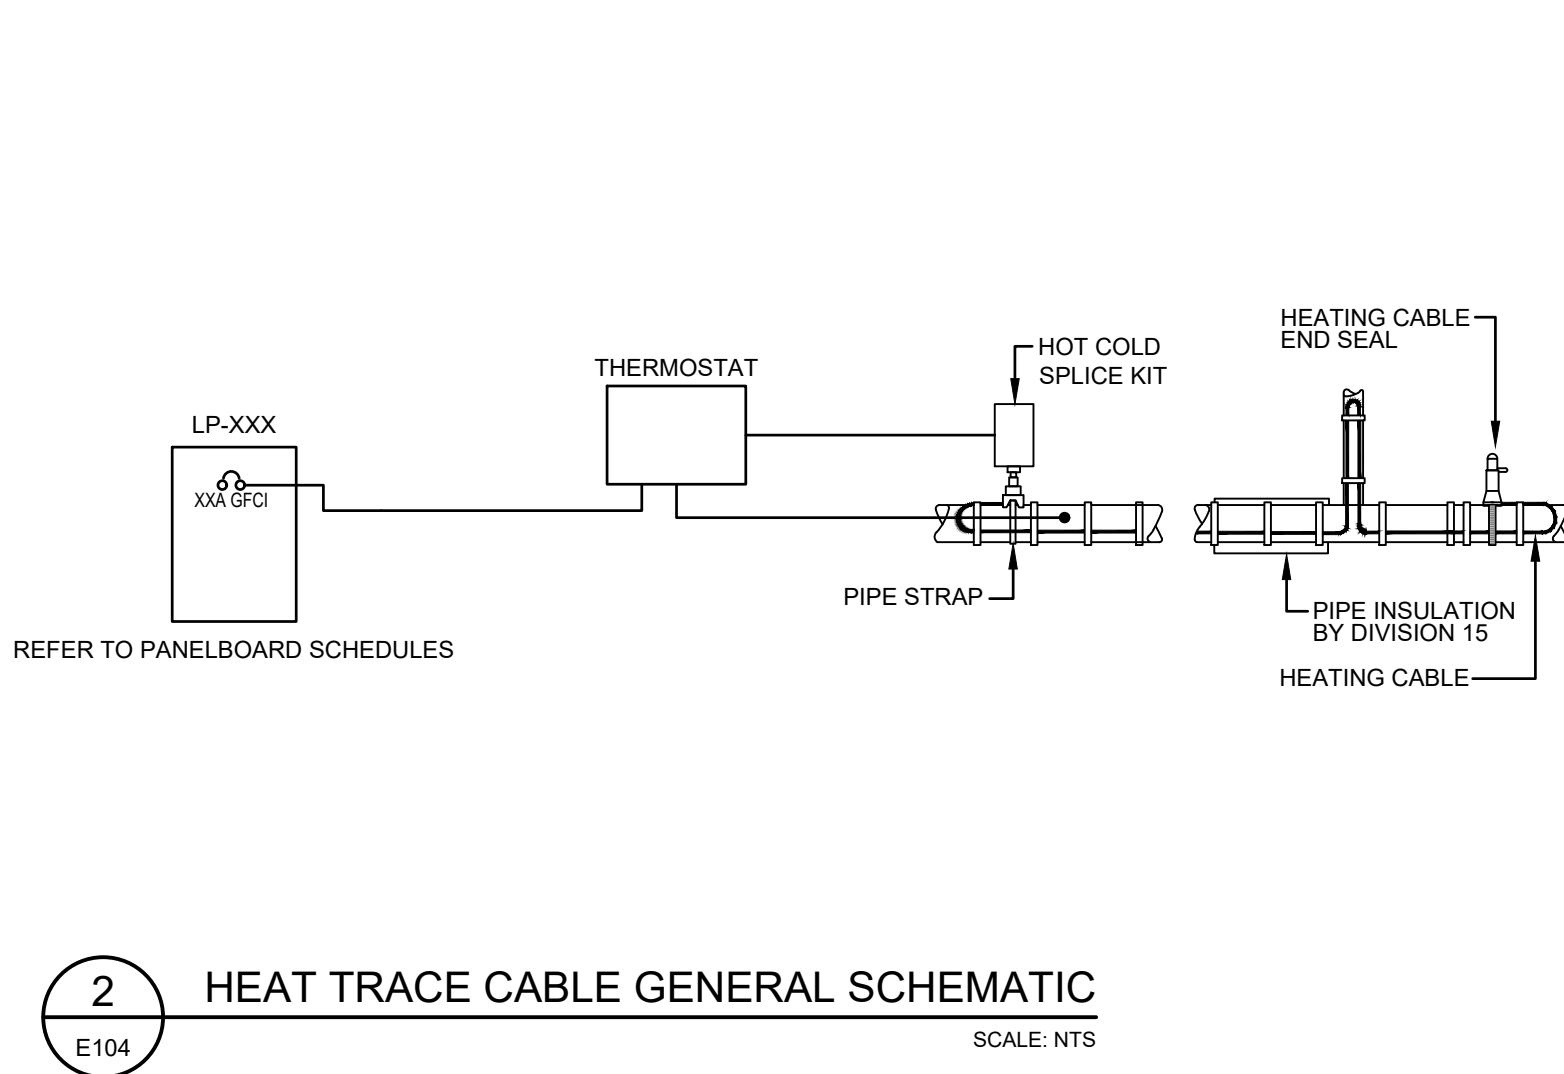 HEATING CABLE
END SEAL
HOT COLD
SPLICE KIT
THERMOSTAT
LP-XXX
XXA GFCI
PIPE STRAP
PIPE INSULATION
BY DIVISION 15
REFER TO PANELBOARD SCHEDULES
HEATING CABLE
2
HEAT TRACE CABLE GENERAL SCHEMATIC
E104
SCALE: NTS